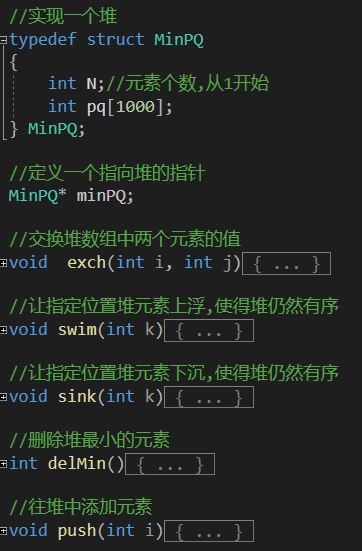 //实现一个堆
typedef struct MinPQ
{
int N;//元素个数,从1开始
int pq[1000];
} MinPQ;
//定义一个指向堆的指针
MinPQ* minPQ;
//交换堆数组中两个元素的值
void  exch(int i, int j){ ... }
//让指定位置堆元素上浮,使得堆仍然有序
void swim(int k){ ... }
//让指定位置堆元素下沉,使得堆仍然有序
void sink(int k){ ... }
//删除堆最小的元素
int delMin(){ ... }
//往堆中添加元素
void push(int i){ ... }